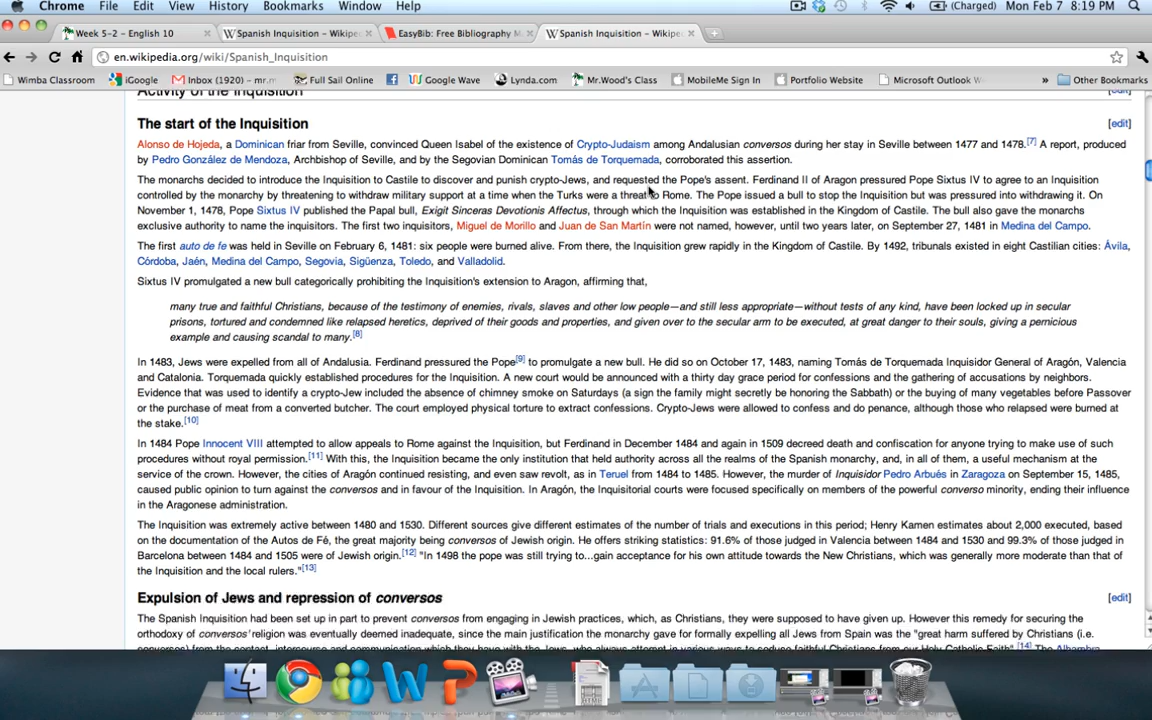 Chrome File Edit View History Bookmarks Window Help (Charged) Mon Feb 7 8:19 PM
Week 5-2 - English 10 Spanish Inquisition - Wikipe EasyBib: Free Bibliography M Spanish Inquisition - Wikipe
en.wikipedia.org/wiki/Spanish_Inquisition
Wimba Classroom iGoogle Inbox (1920) - mr.m Full Sail Online Google Wave Lynda.com Mr.Wood's Class MobileMe Sign In Portfolio Website Microsoft Outlook W » Other Bookmarks
Activity of the Inquisition [edit]
The start of the Inquisition [edit]
Alonso de Hojeda, a Dominican friar from Seville, convinced Queen Isabel of the existence of Crypto-Judaism among Andalusian conversos during her stay in Seville between 1477 and 1478.[7] A report, produced
by Pedro González de Mendoza, Archbishop of Seville, and by the Segovian Dominican Tomás de Torquemada, corroborated this assertion.
The monarchs decided to introduce the Inquisition to Castile to discover and punish crypto-Jews, and requested the Pope's assent. Ferdinand II of Aragon pressured Pope Sixtus IV to agree to an Inquisition
controlled by the monarchy by threatening to withdraw military support at a time when the Turks were a threat to Rome. The Pope issued a bull to stop the Inquisition but was pressured into withdrawing it. On
November 1, 1478, Pope Sixtus IV published the Papal bull, Exigit Sinceras Devotionis Affectus, through which the Inquisition was established in the Kingdom of Castile. The bull also gave the monarchs
exclusive authority to name the inquisitors. The first two inquisitors, Miguel de Morillo and Juan de San Martín were not named, however, until two years later, on September 27, 1481 in Medina del Campo.
The first auto de fe was held in Seville on February 6, 1481: six people were burned alive. From there, the Inquisition grew rapidly in the Kingdom of Castile. By 1492, tribunals existed in eight Castilian cities: Ávila,
Córdoba, Jaén, Medina del Campo, Segovia, Sigüenza, Toledo, and Valladolid.
Sixtus IV promulgated a new bull categorically prohibiting the Inquisition's extension to Aragon, affirming that,
many true and faithful Christians, because of the testimony of enemies, rivals, slaves and other low people—and still less appropriate—without tests of any kind, have been locked up in secular
prisons, tortured and condemned like relapsed heretics, deprived of their goods and properties, and given over to the secular arm to be executed, at great danger to their souls, giving a pernicious
example and causing scandal to many.[8]
In 1483, Jews were expelled from all of Andalusia. Ferdinand pressured the Pope[9] to promulgate a new bull. He did so on October 17, 1483, naming Tomás de Torquemada Inquisidor General of Aragón, Valencia
and Catalonia. Torquemada quickly established procedures for the Inquisition. A new court would be announced with a thirty day grace period for confessions and the gathering of accusations by neighbors.
Evidence that was used to identify a crypto-Jew included the absence of chimney smoke on Saturdays (a sign the family might secretly be honoring the Sabbath) or the buying of many vegetables before Passover
or the purchase of meat from a converted butcher. The court employed physical torture to extract confessions. Crypto-Jews were allowed to confess and do penance, although those who relapsed were burned at
the stake.[10]
In 1484 Pope Innocent VIII attempted to allow appeals to Rome against the Inquisition, but Ferdinand in December 1484 and again in 1509 decreed death and confiscation for anyone trying to make use of such
procedures without royal permission.[11] With this, the Inquisition became the only institution that held authority across all the realms of the Spanish monarchy, and, in all of them, a useful mechanism at the
service of the crown. However, the cities of Aragón continued resisting, and even saw revolt, as in Teruel from 1484 to 1485. However, the murder of Inquisidor Pedro Arbués in Zaragoza on September 15, 1485,
caused public opinion to turn against the conversos and in favour of the Inquisition. In Aragón, the Inquisitorial courts were focused specifically on members of the powerful converso minority, ending their influence
in the Aragonese administration.
The Inquisition was extremely active between 1480 and 1530. Different sources give different estimates of the number of trials and executions in this period; Henry Kamen estimates about 2,000 executed, based
on the documentation of the Autos de Fé, the great majority being conversos of Jewish origin. He offers striking statistics: 91.6% of those judged in Valencia between 1484 and 1530 and 99.3% of those judged in
Barcelona between 1484 and 1505 were of Jewish origin.[12] "In 1498 the pope was still trying to...gain acceptance for his own attitude towards the New Christians, which was generally more moderate than that of
the Inquisition and the local rulers."[13]
Expulsion of Jews and repression of conversos [edit]
The Spanish Inquisition had been set up in part to prevent conversos from engaging in Jewish practices, which, as Christians, they were supposed to have given up. However this remedy for securing the
orthodoxy of conversos' religion was eventually deemed inadequate, since the main justification the monarchy gave for formally expelling all Jews from Spain was the "great harm suffered by Christians (i.e.
conversos) from the contact, intercourse and communication which they have with the Jews, who always attempt in various ways to seduce faithful Christians from our Holy Catholic Faith".[14] The Alhambra